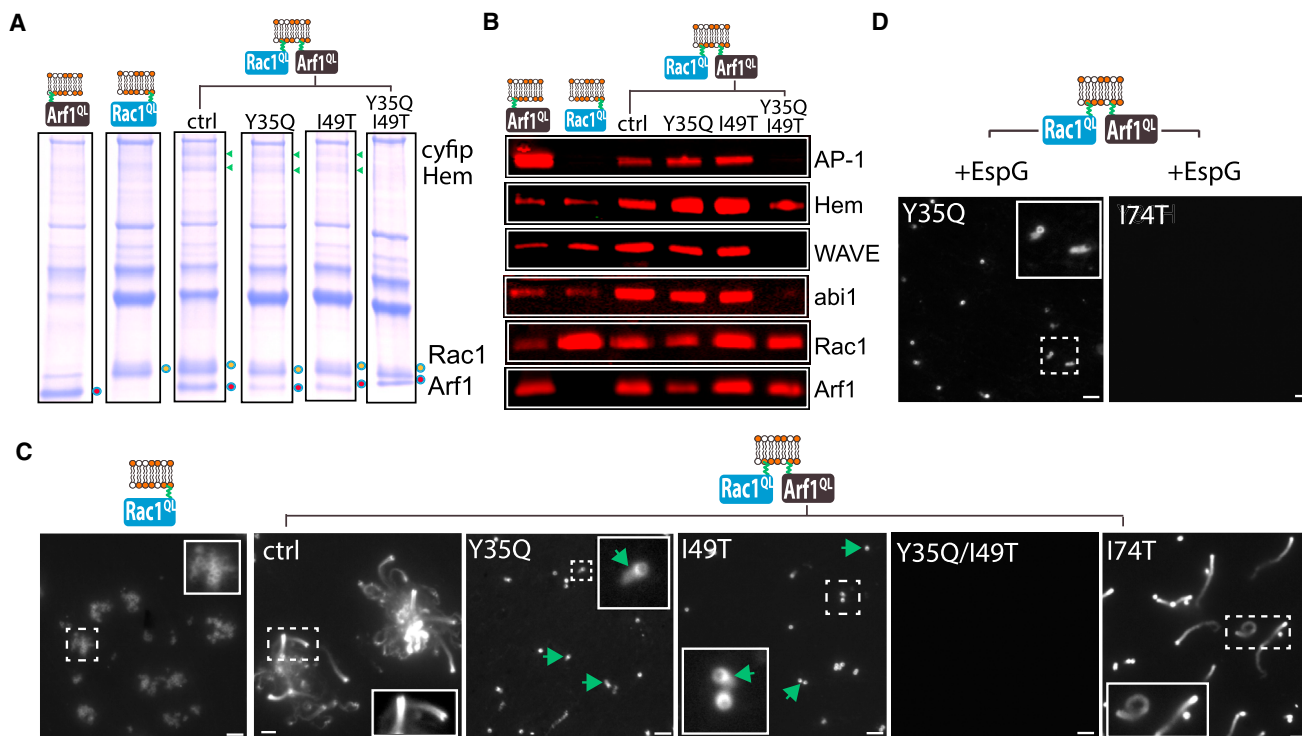 A
Rac1QL Arf1QL
Arf1QL
Rac1QL
ctrl Y35Q I49T Y35Q I49T
cyfip
Hem
Rac1
Arf1
B
Rac1QL Arf1QL
Arf1QL Rac1QL
ctrl Y35Q I49T Y35Q I49T
AP-1
Hem
WAVE
abi1
Rac1
Arf1
D
Rac1QL Arf1QL
+EspG +EspG
Y35Q I74T
C
Rac1QL
Rac1QL Arf1QL
ctrl Y35Q I49T Y35Q/I49T I74T